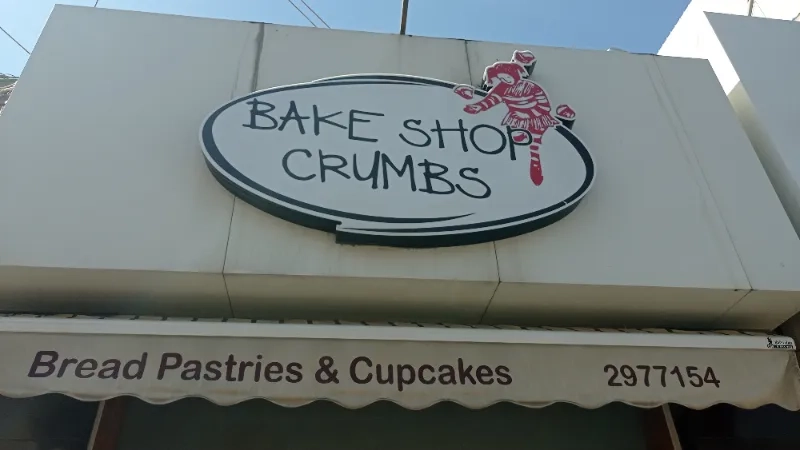 BAKE SHOP
CRUMBS
Bread Pastries & Cupcakes 2977154